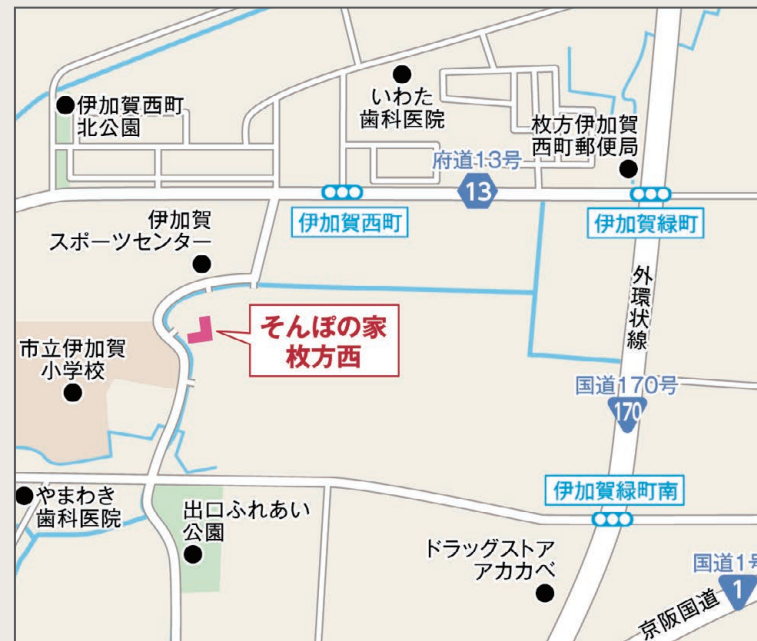 伊加賀西町
北公園
いわた
歯科医院
枚方伊加賀
西町郵便局
府道13号
13
伊加賀西町
伊加賀緑町
伊加賀
スポーツセンター
外環状線
そんぽの家
枚方西
市立伊加賀
小学校
国道170号
170
伊加賀緑町南
やまわき
歯科医院
出口ふれあい
公園
ドラッグストア
アカカベ
国道1号
1
京阪国道